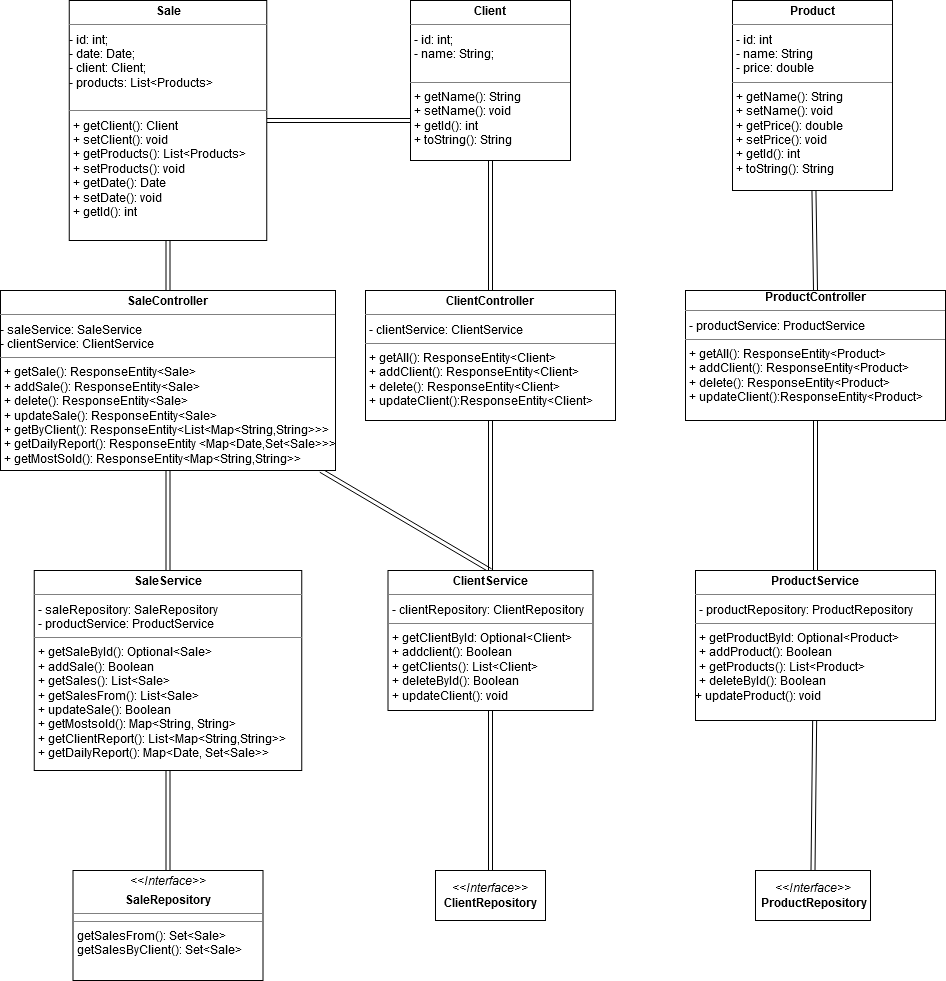 Sale
- id: int;
- date: Date;
- client: Client;
- products: List<Products>
+ getClient(): Client
+ setClient(): void
+ getProducts(): List<Products>
+ setProducts(): void
+ getDate(): Date
+ setDate(): void
+ getId(): int
Client
- id: int;
- name: String;
+ getName(): String
+ setName(): void
+ getId(): int
+ toString(): String
Product
- id: int
- name: String
- price: double
+ getName(): String
+ setName(): void
+ getPrice(): double
+ setPrice(): void
+ getId(): int
+ toString(): String
SaleController
- saleService: SaleService
- clientService: ClientService
+ getSale(): ResponseEntity<Sale>
+ addSale(): ResponseEntity<Sale>
+ delete(): ResponseEntity<Sale>
+ updateSale(): ResponseEntity<Sale>
+ getByClient(): ResponseEntity<List<Map<String,String>>>
+ getDailyReport(): ResponseEntity <Map<Date,Set<Sale>>>
+ getMostSold(): ResponseEntity<Map<String,String>>
ClientController
- clientService: ClientService
+ getAll(): ResponseEntity<Client>
+ addClient(): ResponseEntity<Client>
+ delete(): ResponseEntity<Client>
+ updateClient():ResponseEntity<Client>
ProductController
- productService: ProductService
+ getAll(): ResponseEntity<Product>
+ addClient(): ResponseEntity<Product>
+ delete(): ResponseEntity<Product>
+ updateClient():ResponseEntity<Product>
SaleService
- saleRepository: SaleRepository
- productService: ProductService
+ getSaleById(): Optional<Sale>
+ addSale(): Boolean
+ getSales(): List<Sale>
+ getSalesFrom(): List<Sale>
+ updateSale(): Boolean
+ getMostsold(): Map<String, String>
+ getClientReport(): List<Map<String,String>>
+ getDailyReport(): Map<Date, Set<Sale>>
ClientService
- clientRepository: ClientRepository
+ getClientById: Optional<Client>
+ addclient(): Boolean
+ getClients(): List<Client>
+ deleteById(): Boolean
+ updateClient(): void
ProductService
- productRepository: ProductRepository
+ getProductById: Optional<Product>
+ addProduct(): Boolean
+ getProducts(): List<Product>
+ deleteById(): Boolean
+ updateProduct(): void
<<Interface>>
SaleRepository
getSalesFrom(): Set<Sale>
getSalesByClient(): Set<Sale>
<<Interface>>
ClientRepository
<<Interface>>
ProductRepository